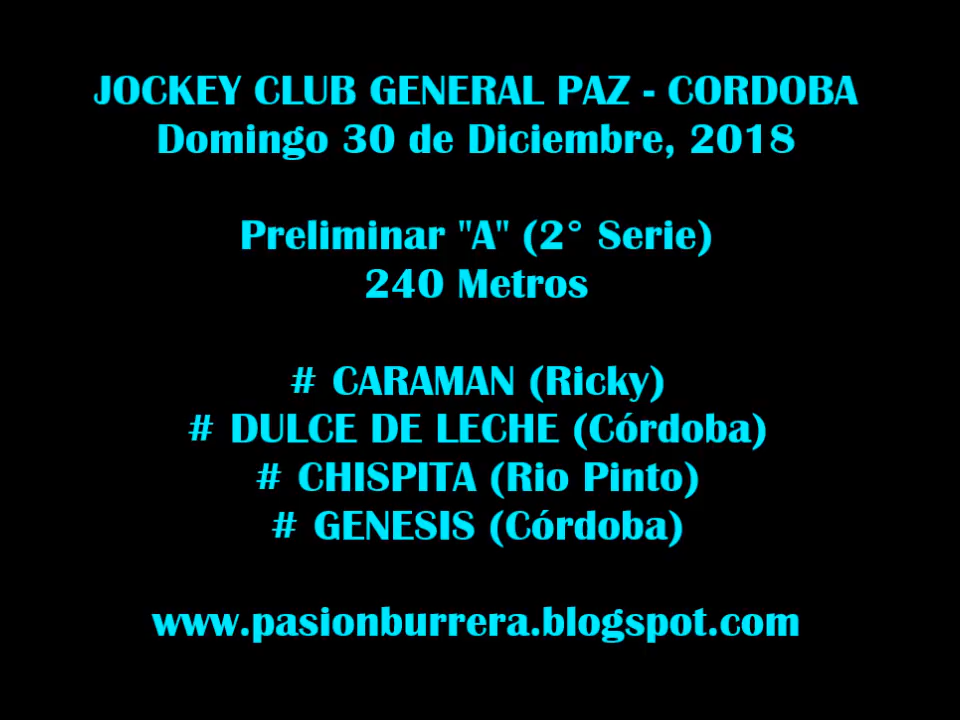 JOCKEY CLUB GENERAL PAZ - CORDOBA
Domingo 30 de Diciembre, 2018
Preliminar "A" (2° Serie)
240 Metros
# CARAMAN (Ricky)
# DULCE DE LECHE (Córdoba)
# CHISPITA (Rio Pinto)
# GENESIS (Córdoba)
www.pasionburrera.blogspot.com